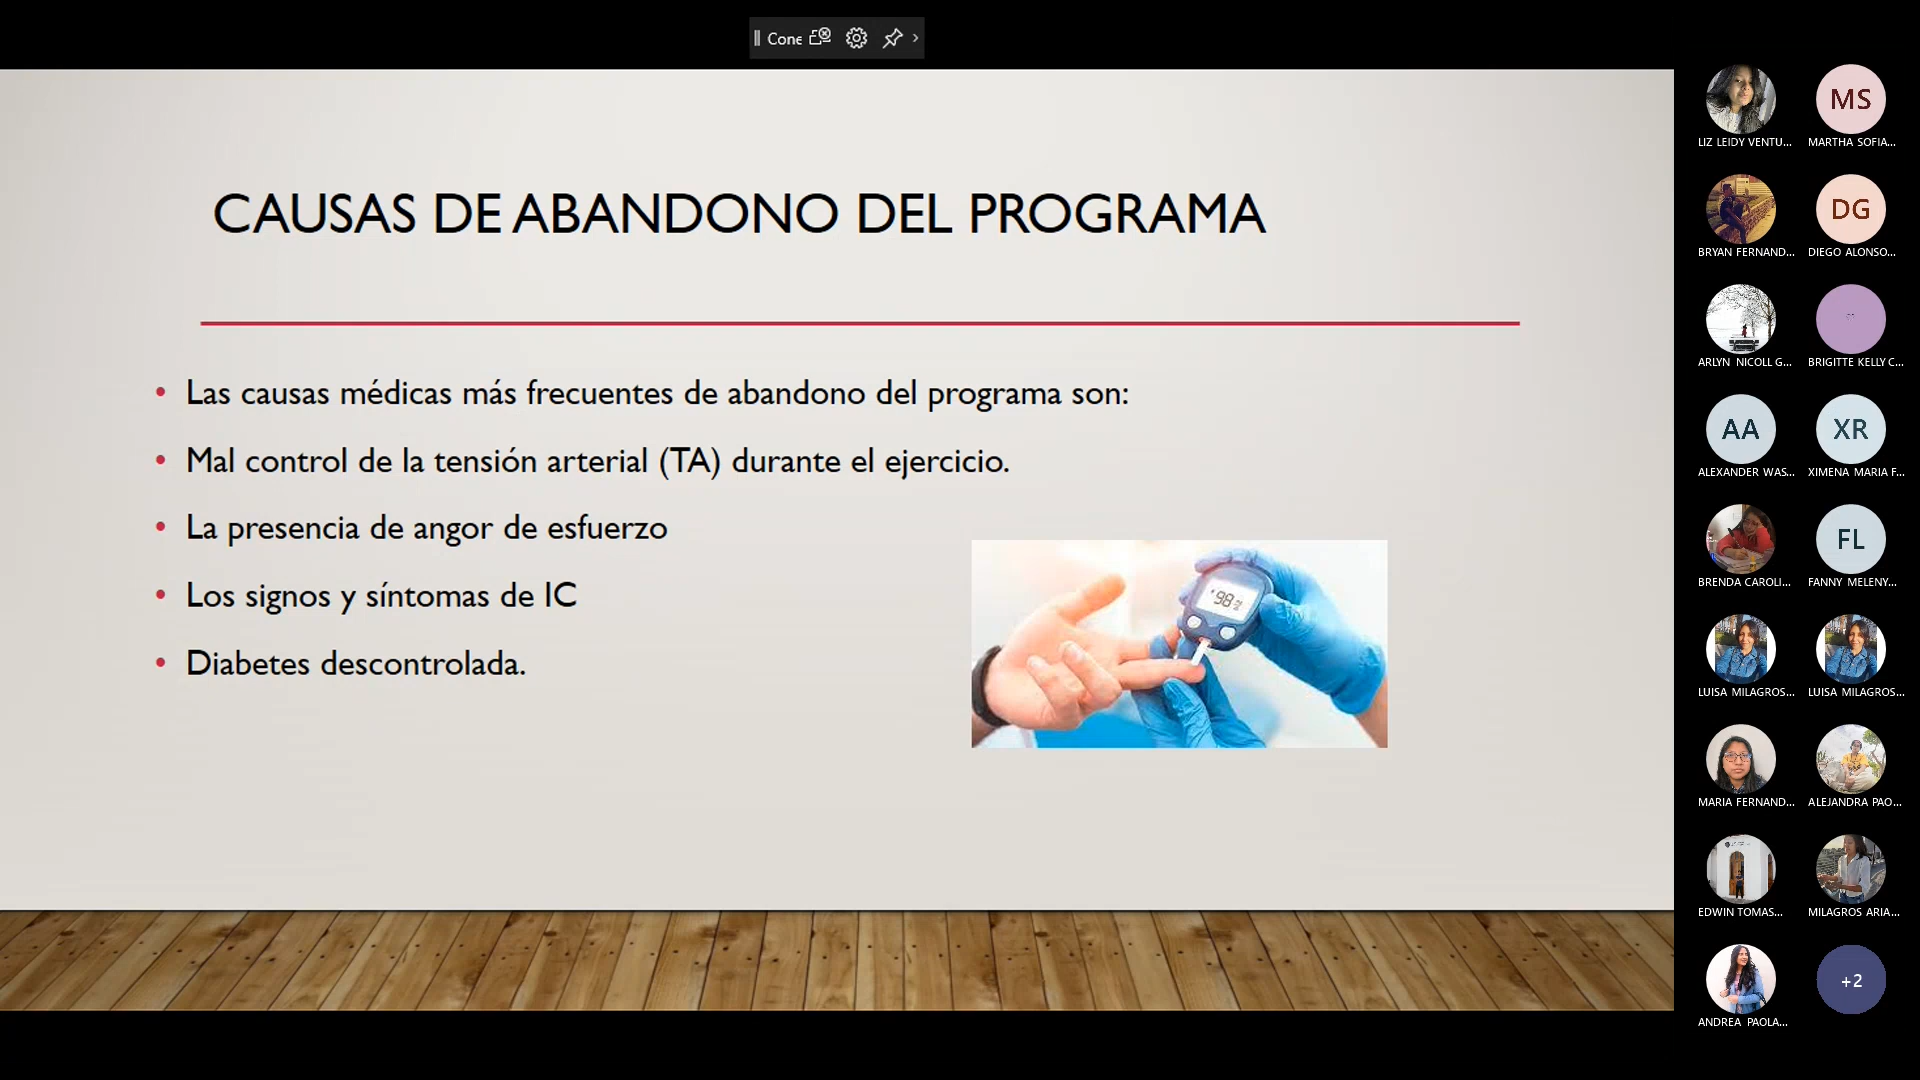 Cone
CAUSAS DE ABANDONO DEL PROGRAMA
• Las causas médicas más frecuentes de abandono del programa son:
• Mal control de la tensión arterial (TA) durante el ejercicio.
• La presencia de angor de esfuerzo
• Los signos y síntomas de IC
• Diabetes descontrolada.
98
MS
LIZ LEIDY VENTU...
MARTHA SOFIA...
DG
BRYAN FERNAND...
DIEGO ALONSO...
ARLYN NICOLL G...
BRIGITTE KELLY C...
AA
XR
ALEXANDER WAS...
XIMENA MARIA F...
FL
BRENDA CAROLI...
FANNY MELENY...
LUISA MILAGROS...
LUISA MILAGROS...
MARIA FERNAND...
ALEJANDRA PAO...
EDWIN TOMAS...
MILAGROS ARIA...
+2
ANDREA PAOLA...